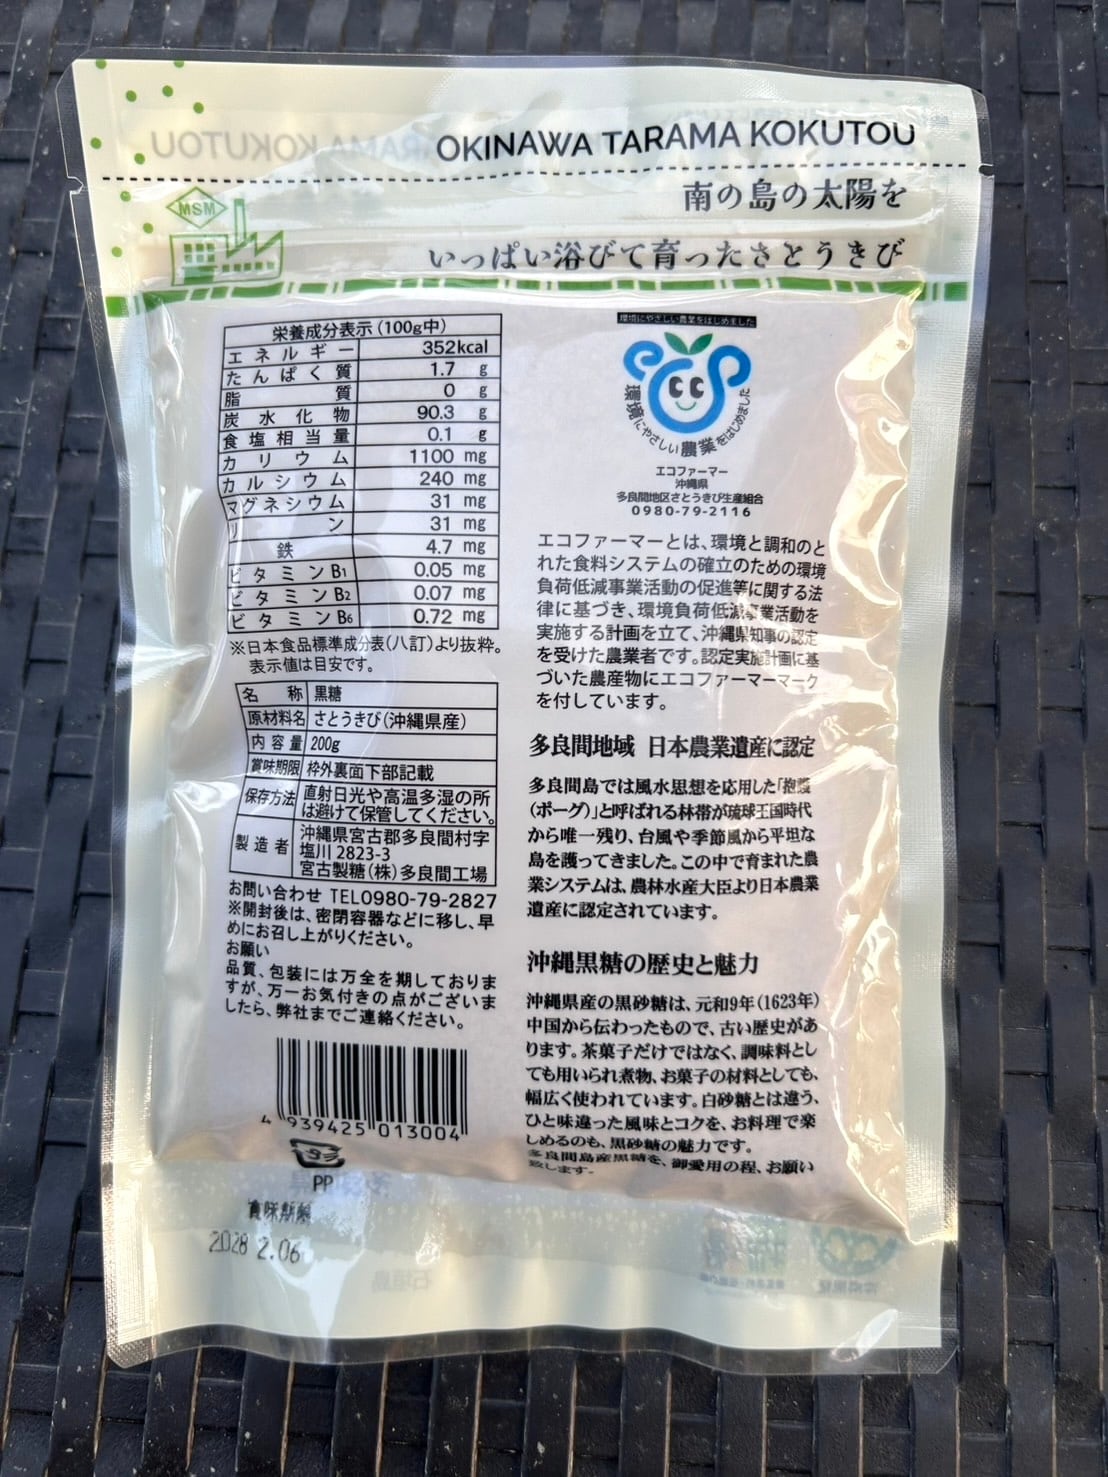 OKINAWA TARAMA KOKUTOU
南の島の太陽を
MSM
いっぱい浴びて育ったさとうきび
栄養成分表示(100g中)
エネルギー 352kcal
たんぱく質 1.7 g
脂質 0 g
炭水化物 90.3 g
食塩相当量 0.1 g
カリウム 1100 mg
カルシウム 240 mg
マグネシウム 31 mg
リン 31 mg
鉄 4.7 mg
ビタミンB1 0.05 mg
ビタミンB2 0.07 mg
ビタミンB6 0.72 mg
※日本食品標準成分表(八訂)より抜粋。
表示値は目安です。
名称 黒糖
原材料名 さとうきび(沖縄県産)
内容量 200g
賞味期限 枠外裏面下部記載
保存方法 直射日光や高温多湿の所
は避けて保管してください。
製造者 沖縄県宮古郡多良間村字
塩川2823-3
宮古製糖(株)多良間工場
お問い合わせ TEL0980-79-2827
※開封後は、密閉容器などに移し、早
めにお召し上がりください。
お願い
品質、包装には万全を期しておりま
すが、万一お気付きの点がございま
したら、弊社までご連絡ください。
4 939425 013004
プラ
PP
賞味期限
2028 2.06
環境にやさしい農業をはじめました
環境にやさしい農業をはじめました
エコファーマー
沖縄県
多良間地区さとうきび生産組合
0980-79-2116
エコファーマーとは、環境と調和のと
れた食料システムの確立のための環境
負荷低減事業活動の促進等に関する法
律に基づき、環境負荷低減事業活動を
実施する計画を立て、沖縄県知事の認定
を受けた農業者です。認定実施計画に基
づいた農産物にエコファーマーマーク
を付しています。
多良間地域 日本農業遺産に認定
多良間島では風水思想を応用した「抱護
(ポーグ)」と呼ばれる林帯が琉球王国時代
から唯一残り、台風や季節風から平坦な
島を護ってきました。この中で育まれた農
業システムは、農林水産大臣より日本農業
遺産に認定されています。
沖縄黒糖の歴史と魅力
沖縄県産の黒砂糖は、元和9年(1623年)
中国から伝わったもので、古い歴史があ
ります。茶菓子だけではなく、調味料とし
ても用いられ煮物、お菓子の材料としても、
幅広く使われています。白砂糖とは違う、
ひと味違った風味とコクを、お料理で楽
しめるのも、黒砂糖の魅力です。
多良間島産黒糖を、御愛用の程、お願い
致します。